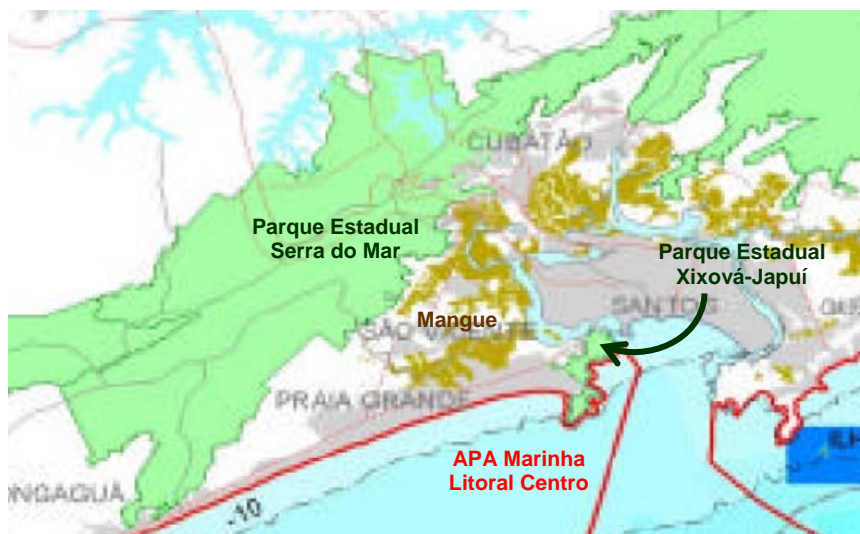 CUBATÃO
Parque Estadual
Serra do Mar
Parque Estadual
Xixová-Japuí
SANTOS
Mangue
SÃO VICENTE
PRAIA GRANDE
APA Marinha
Litoral Centro
ONGAGUÁ
-10